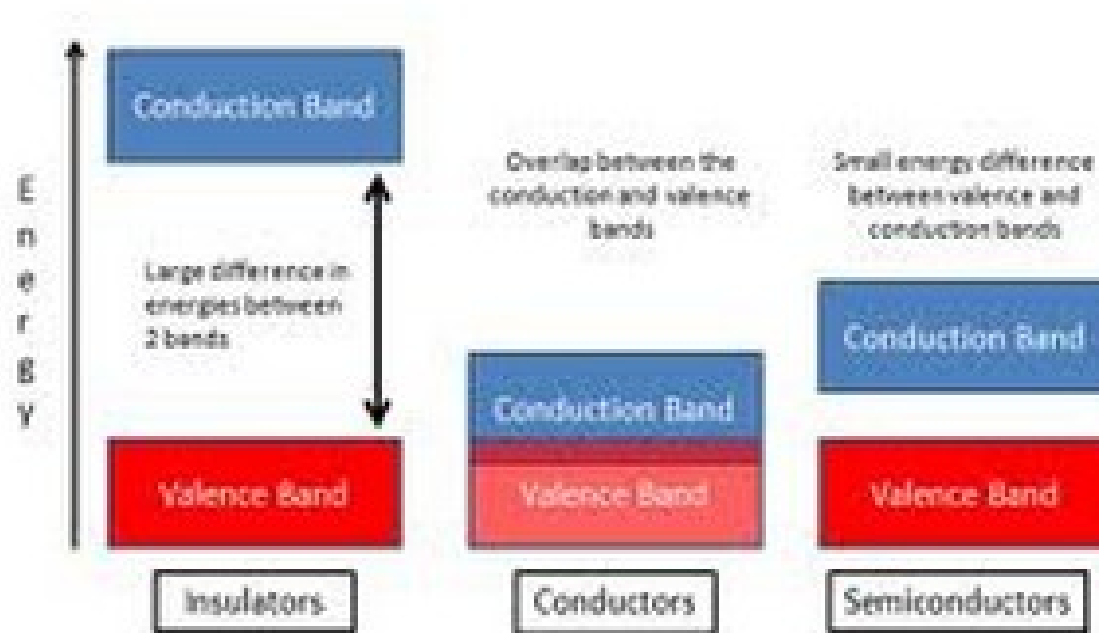 Energy
Conduction Band
Large difference in
energies between
2 bands
Valence Band
Insulators
Overlap between the
conduction and valence
bands
Conduction Band
Valence Band
Conductors
Small energy difference
between valence and
conduction bands
Conduction Band
Valence Band
Semiconductors